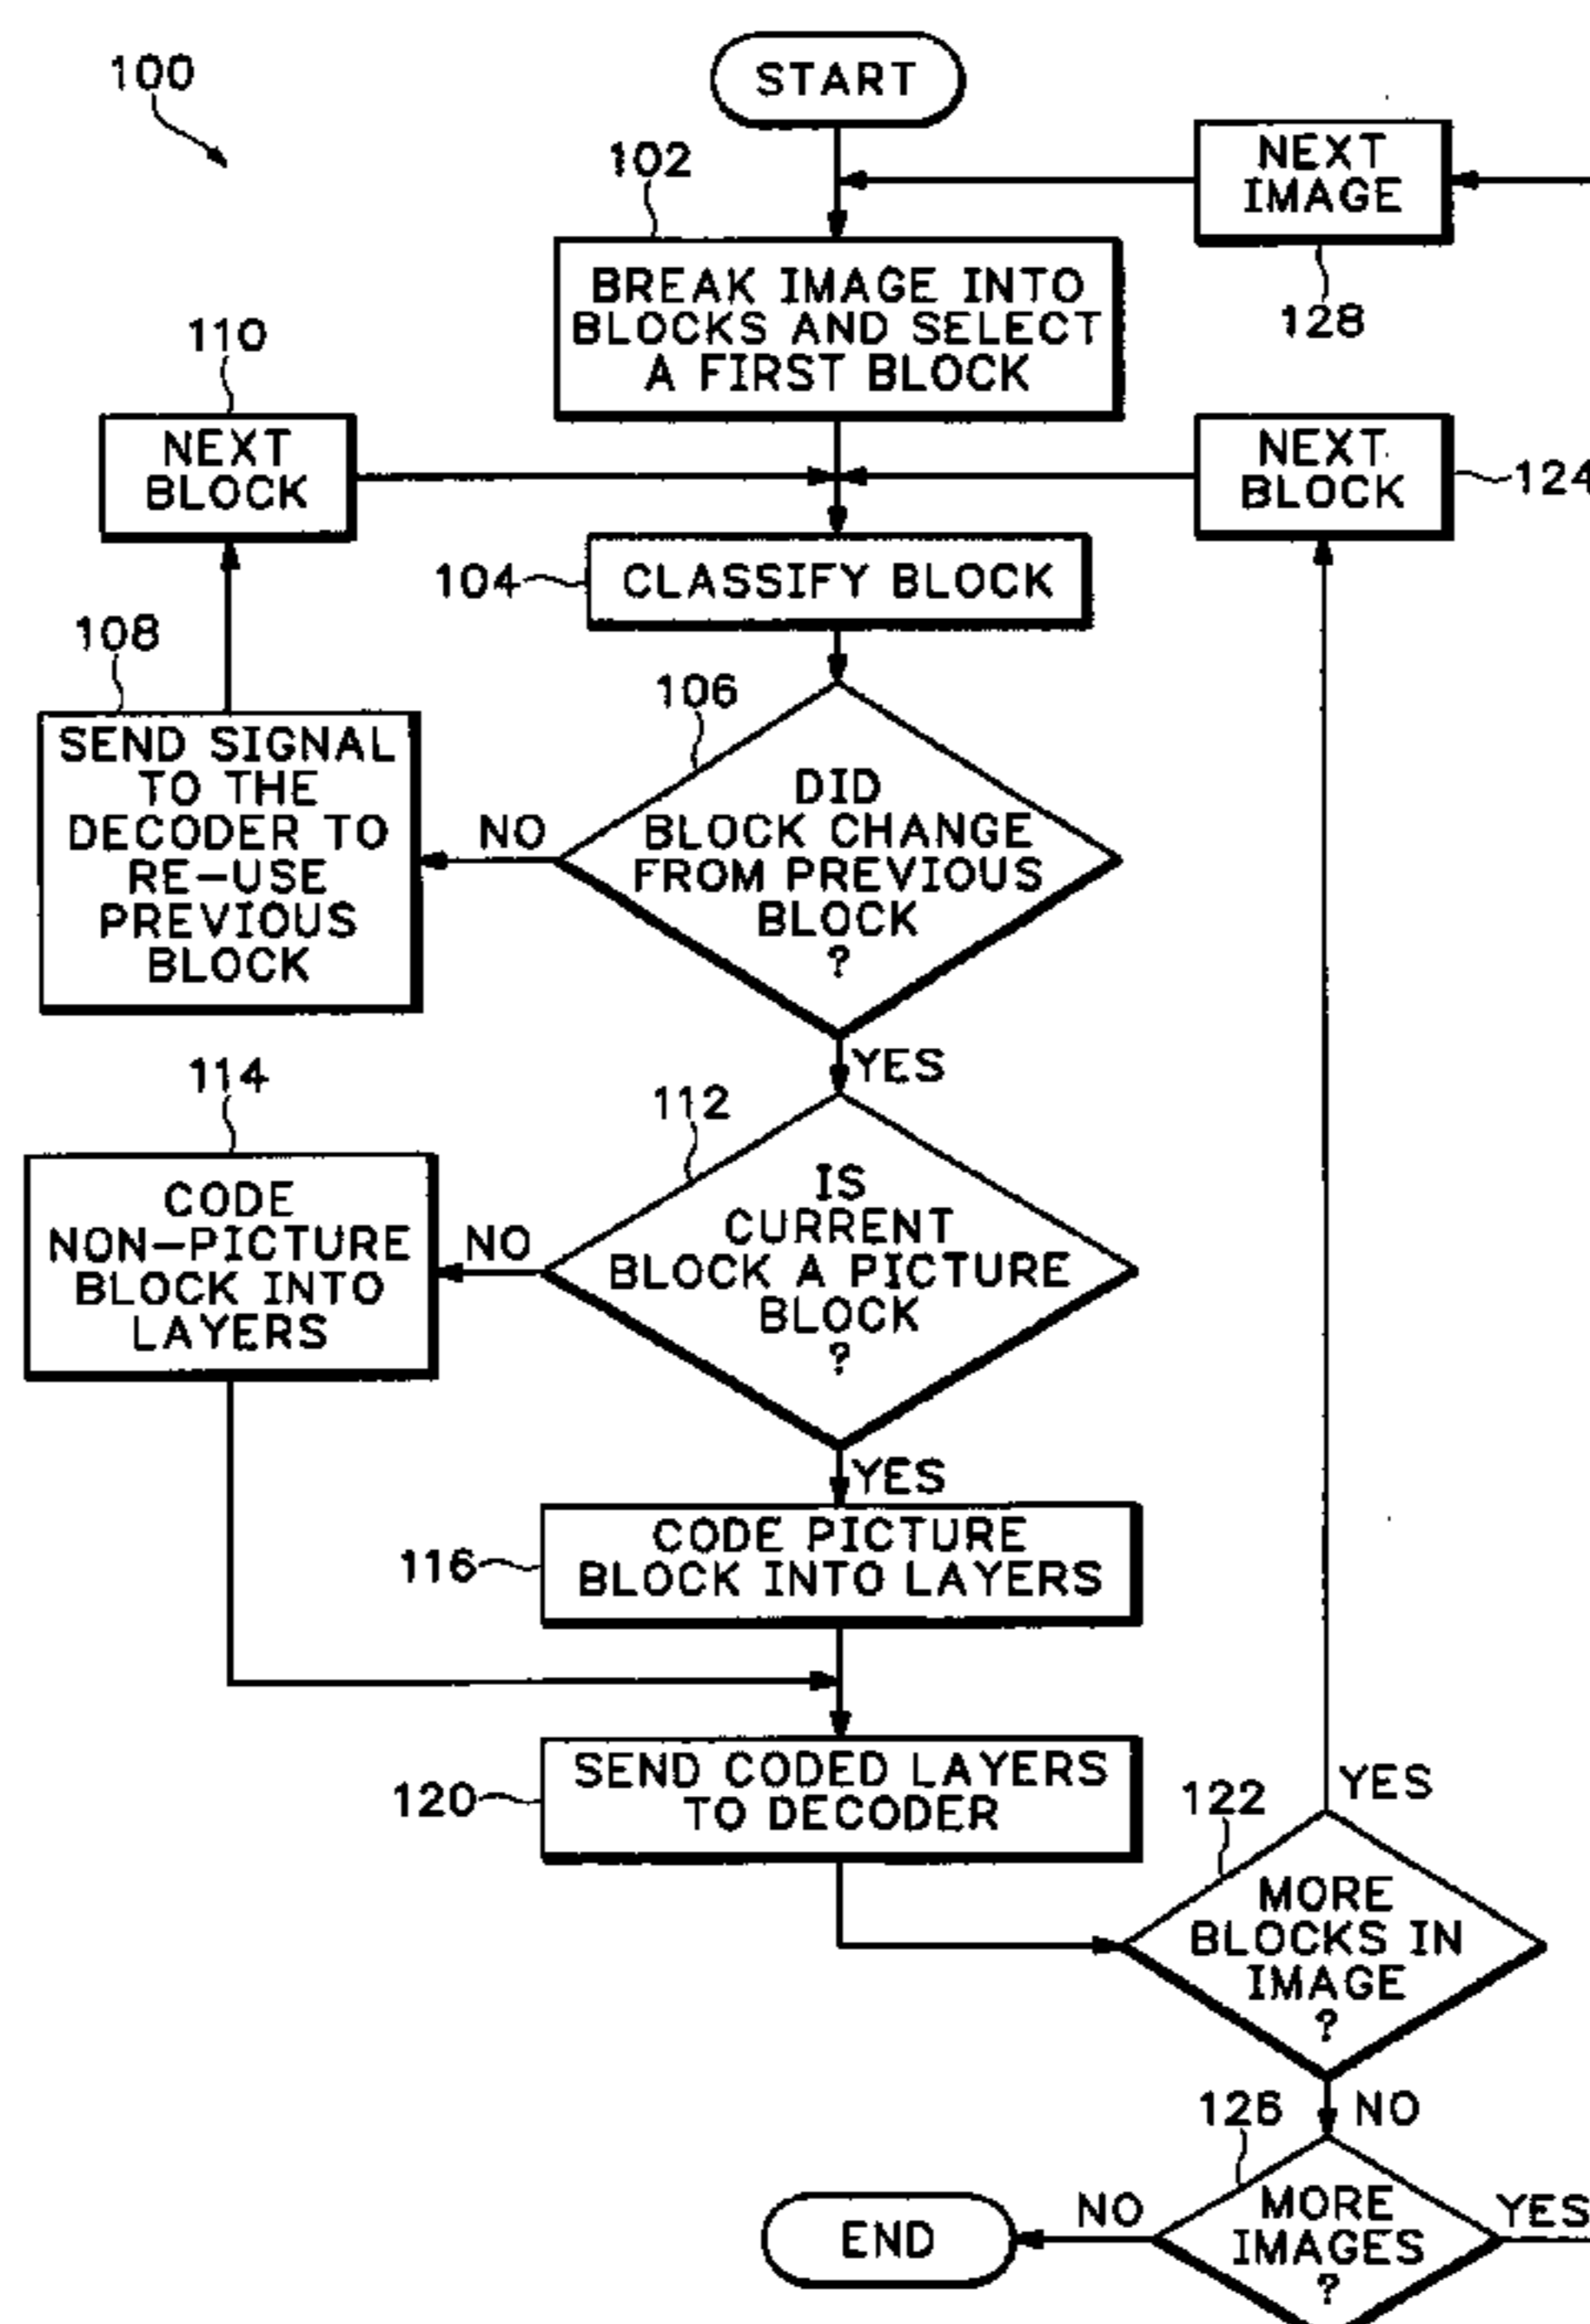 100
START
NEXT
IMAGE
128
102
BREAK IMAGE INTO
BLOCKS AND SELECT
A FIRST BLOCK
110
NEXT
BLOCK
NEXT
BLOCK
124
104
CLASSIFY BLOCK
108
SEND SIGNAL
TO THE
DECODER TO
RE-USE
PREVIOUS
BLOCK
106
DID
BLOCK CHANGE
FROM PREVIOUS
BLOCK
?
NO
YES
114
CODE
NON-PICTURE
BLOCK INTO
LAYERS
112
IS
CURRENT
BLOCK A PICTURE
BLOCK
?
NO
YES
116
CODE PICTURE
BLOCK INTO LAYERS
120
SEND CODED LAYERS
TO DECODER
122
YES
MORE
BLOCKS IN
IMAGE
?
NO
126
MORE
IMAGES
?
YES
NO
END